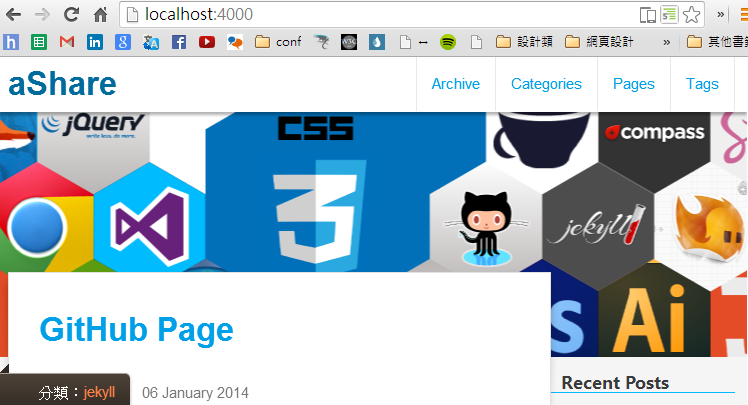 localhost:4000
conf
W3C
設計類
網頁設計
»
»
其他書籤
aShare
Archive
Categories
Pages
Tags
jQuery
write less, do more.
CSS
3
compass
jekyll
s
Ai
GitHub Page
分類：jekyll
06 January 2014
Recent Posts